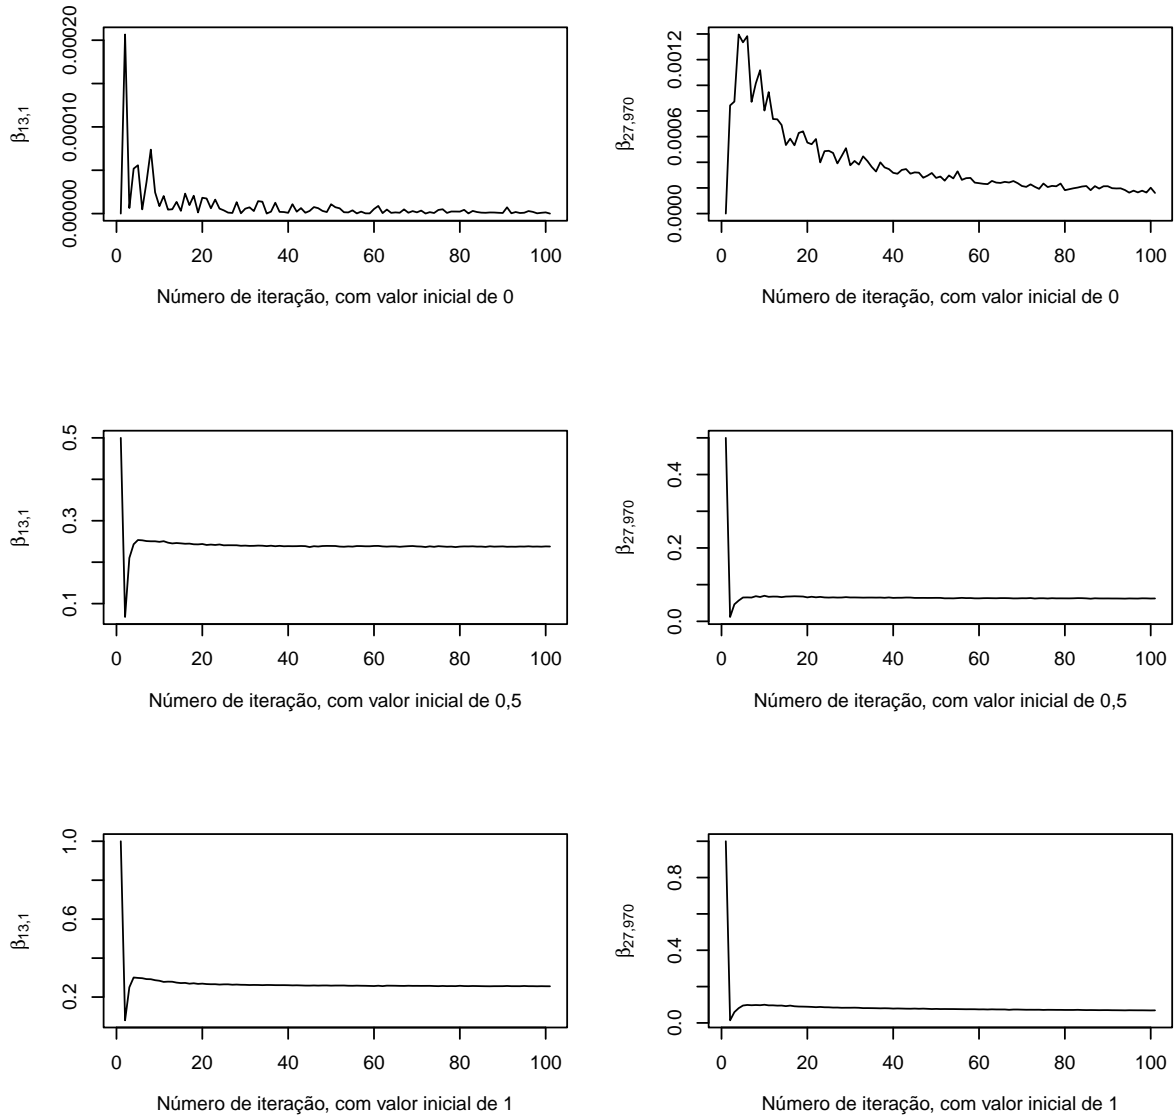 β13,1
0.00000 0.00010 0.00020
0 20 40 60 80 100
Número de iteração, com valor inicial de 0
β27,970
0.0000 0.0006 0.0012
0 20 40 60 80 100
Número de iteração, com valor inicial de 0
β13,1
0.1 0.3 0.5
0 20 40 60 80 100
Número de iteração, com valor inicial de 0,5
β27,970
0.0 0.2 0.4
0 20 40 60 80 100
Número de iteração, com valor inicial de 0,5
β13,1
0.2 0.6 1.0
0 20 40 60 80 100
Número de iteração, com valor inicial de 1
β27,970
0.0 0.4 0.8
0 20 40 60 80 100
Número de iteração, com valor inicial de 1